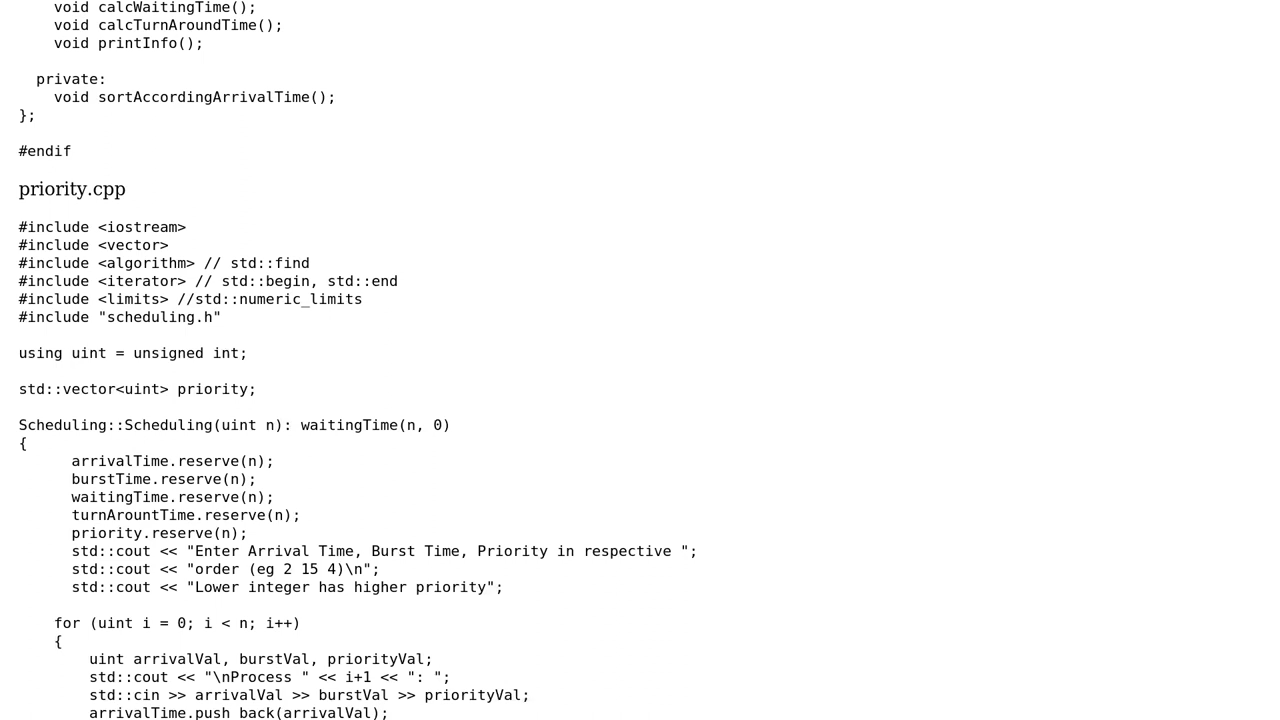 void calcWaitingTime();
    void calcTurnAroundTime();
    void printInfo();

  private:
    void sortAccordingArrivalTime();
};

#endif

priority.cpp

#include <iostream>
#include <vector>
#include <algorithm> // std::find
#include <iterator> // std::begin, std::end
#include <limits> //std::numeric_limits
#include "scheduling.h"

using uint = unsigned int;

std::vector<uint> priority;

Scheduling::Scheduling(uint n): waitingTime(n, 0)
{
      arrivalTime.reserve(n);
      burstTime.reserve(n);
      waitingTime.reserve(n);
      turnArountTime.reserve(n);
      priority.reserve(n);
      std::cout << "Enter Arrival Time, Burst Time, Priority in respective ";
      std::cout << "order (eg 2 15 4)\n";
      std::cout << "Lower integer has higher priority";

    for (uint i = 0; i < n; i++)
    {
        uint arrivalVal, burstVal, priorityVal;
        std::cout << "\nProcess " << i+1 << ": ";
        std::cin >> arrivalVal >> burstVal >> priorityVal;
        arrivalTime.push_back(arrivalVal);